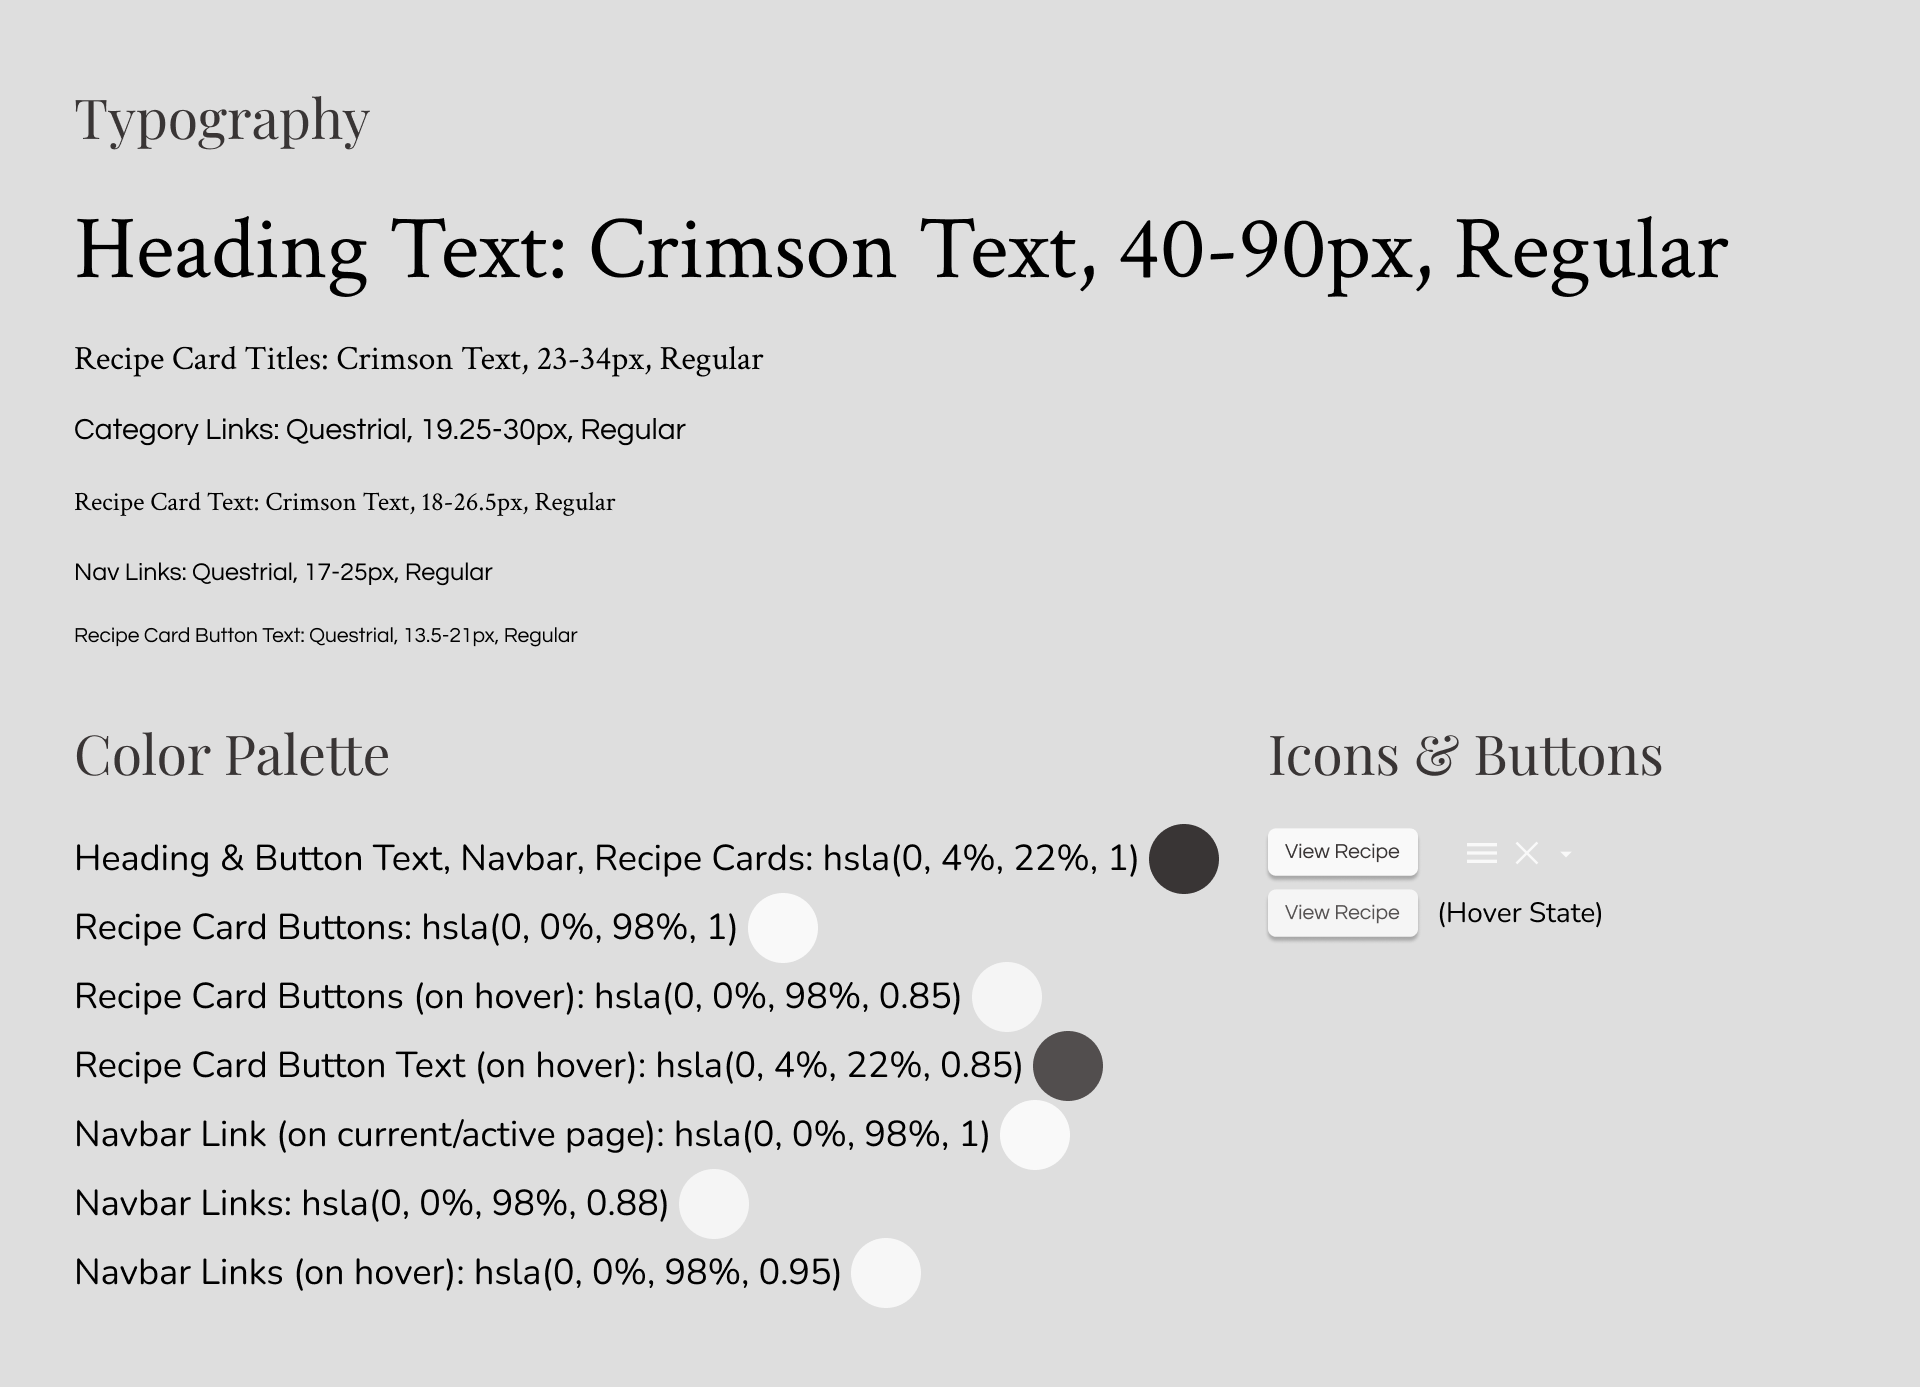 Typography
Heading Text: Crimson Text, 40-90px, Regular
Recipe Card Titles: Crimson Text, 23-34px, Regular
Category Links: Questrial, 19.25-30px, Regular
Recipe Card Text: Crimson Text, 18-26.5px, Regular
Nav Links: Questrial, 17-25px, Regular
Recipe Card Button Text: Questrial, 13.5-21px, Regular
Color Palette
Heading & Button Text, Navbar, Recipe Cards: hsla(0, 4%, 22%, 1)
Recipe Card Buttons: hsla(0, 0%, 98%, 1)
Recipe Card Buttons (on hover): hsla(0, 0%, 98%, 0.85)
Recipe Card Button Text (on hover): hsla(0, 4%, 22%, 0.85)
Navbar Link (on current/active page): hsla(0, 0%, 98%, 1)
Navbar Links: hsla(0, 0%, 98%, 0.88)
Navbar Links (on hover): hsla(0, 0%, 98%, 0.95)
Icons & Buttons
View Recipe
View Recipe (Hover State)